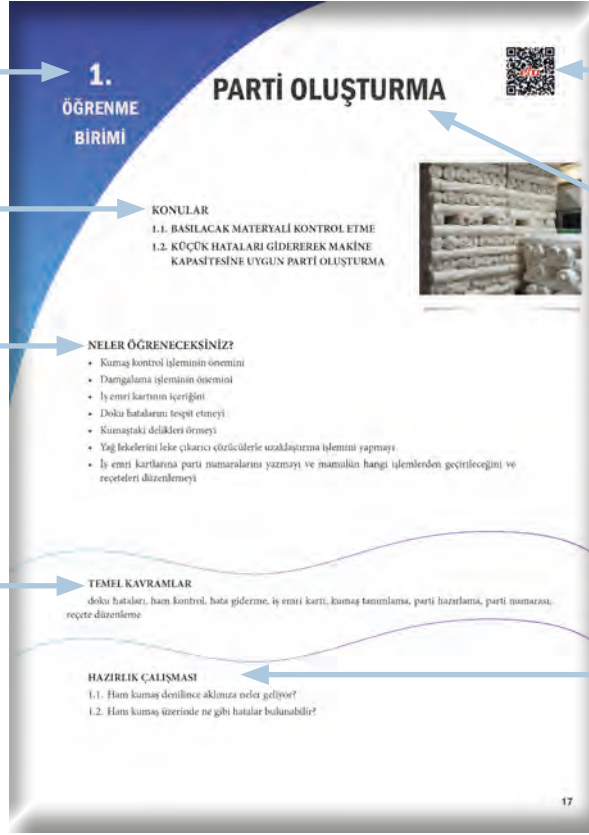 1.
ÖĞRENME
BİRİMİ
PARTİ OLUŞTURMA
KONULAR
1.1. BASILACAK MATERYALİ KONTROL ETME
1.2. KÜÇÜK HATALARI GİDEREREK MAKİNE
KAPASİTESİNE UYGUN PARTİ OLUŞTURMA
NELER ÖĞRENECEKSİNİZ?
• Kumaş kontrol işleminin önemini
• Damgalama işleminin önemini
• İş emri kartının içeriğini
• Doku hatalarını tespit etmeyi
• Kumaştaki delikleri örmeyi
• Yağ lekelerini leke çıkarıcı çözücülerle uzaklaştırma işlemini yapmayı
• İş emri kartlarına parti numaralarını yazmayı ve mamulün hangi işlemlerden geçirileceğini ve
reçeteleri düzenlemeyi
TEMEL KAVRAMLAR
doku hataları, ham kontrol, hata giderme, iş emri kartı, kumaş tanımlama, parti hazırlama, parti numarası,
reçete düzenleme
HAZIRLIK ÇALIŞMASI
1.1. Ham kumaş denilince aklınıza neler geliyor?
1.2. Ham kumaş üzerinde ne gibi hatalar bulunabilir?
17